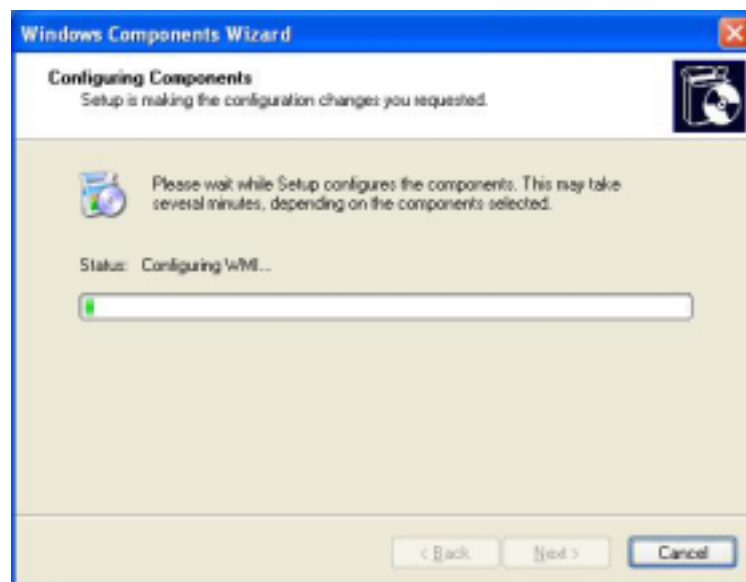 Windows Components Wizard
Configuring Components
Setup is making the configuration changes you requested.
Please wait while Setup configures the components. This may take
several minutes, depending on the components selected.
Status: Configuring WMI...
< Back Next > Cancel